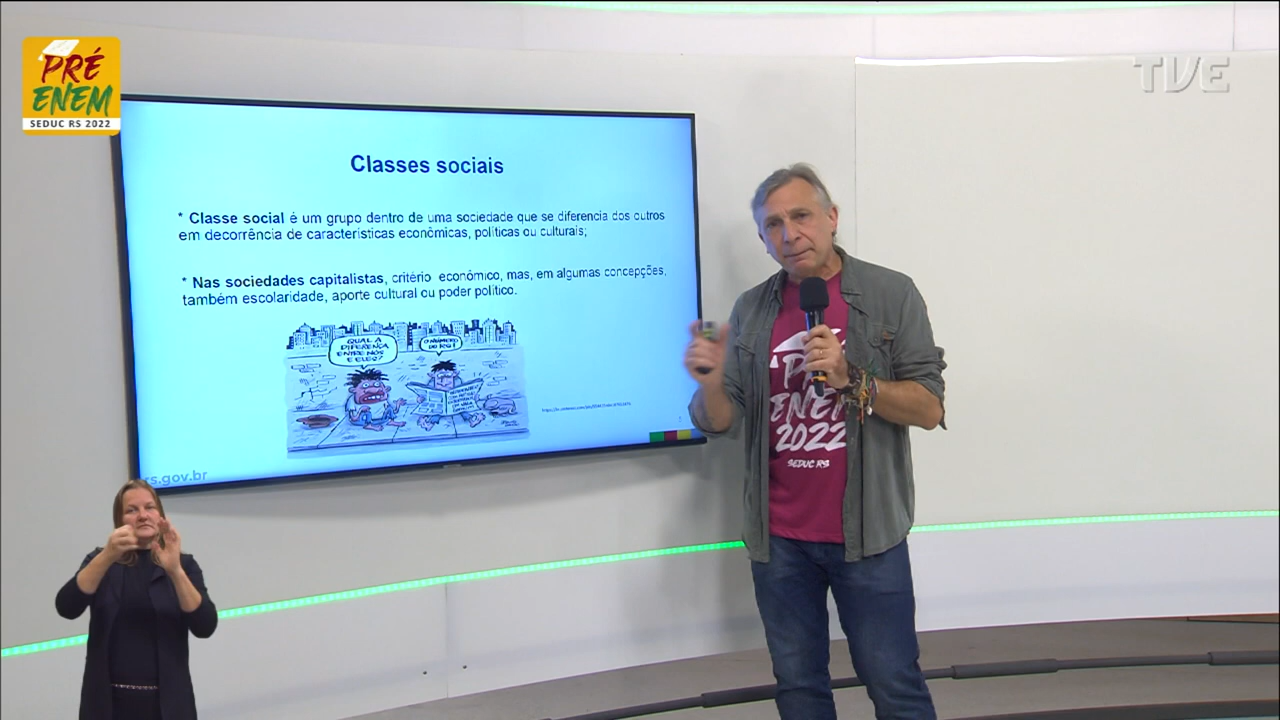 PRÉ
ENEM
SEDUC RS 2022
TVE
Classes sociais
* Classe social é um grupo dentro de uma sociedade que se diferencia dos outros
em decorrência de características econômicas, políticas ou culturais;
* Nas sociedades capitalistas, critério econômico, mas, em algumas concepções,
também escolaridade, aporte cultural ou poder político.
QUAL A
DIFERENÇA
ENTRE NÓS
E ELES?
O NÚMERO
DO RG!
rs.gov.br
PRÉ
ENEM
2022
SEDUC RS